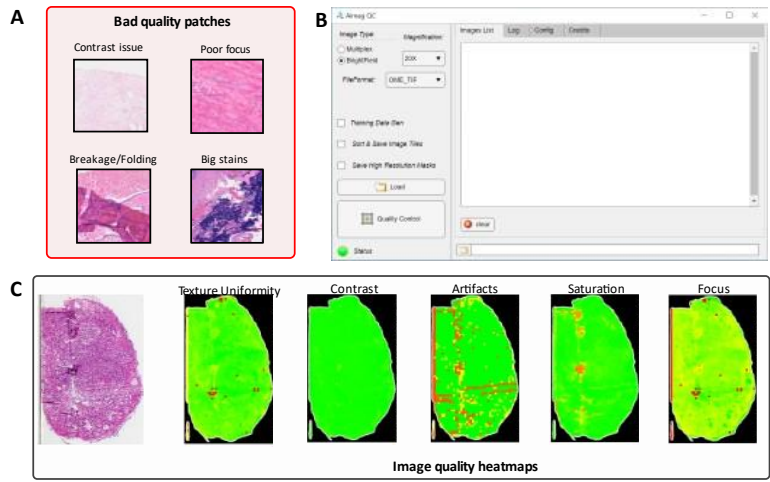 A
Bad quality patches
Contrast issue
Poor focus
Breakage/Folding
Big stains
B
Image Type
Magnification
Multiplex
BrightField
20X
FileFormat:
OME_TIF
Training Data Gen
Sort & Save Image Tiles
Save High Resolution Masks
Load
Quality Control
Status
Images List
Log
Config
Credits
clear
C
Texture Uniformity
Contrast
Artifacts
Saturation
Focus
Image quality heatmaps